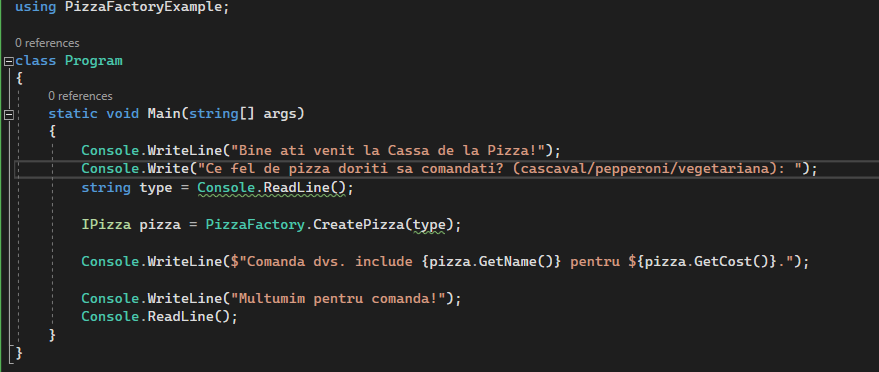 using PizzaFactoryExample;
0 references
class Program
{
0 references
static void Main(string[] args)
{
Console.WriteLine("Bine ati venit la Cassa de la Pizza!");
Console.Write("Ce fel de pizza doriti sa comandati? (cascaval/pepperoni/vegetariana): ");
string type = Console.ReadLine();
IPizza pizza = PizzaFactory.CreatePizza(type);
Console.WriteLine($"Comanda dvs. include {pizza.GetName()} pentru ${pizza.GetCost()}.");
Console.WriteLine("Multumim pentru comanda!");
Console.ReadLine();
}
}